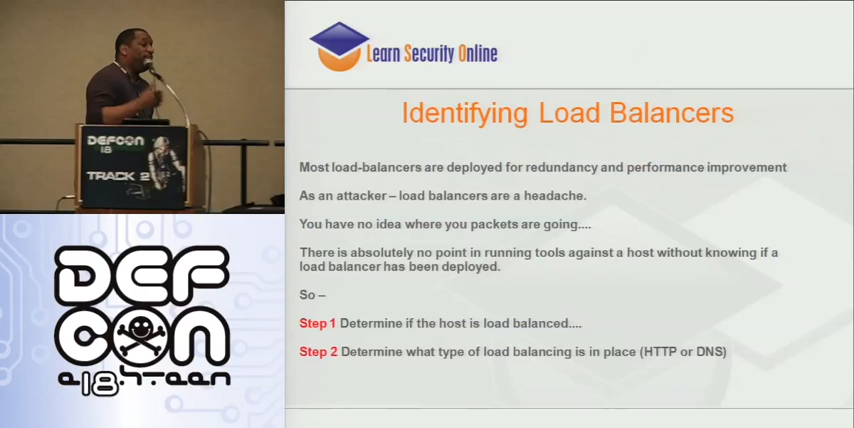 DEFCON
18
TRACK 2
DEF
CON
e18hteen
Learn Security Online
Identifying Load Balancers
Most load-balancers are deployed for redundancy and performance improvement
As an attacker – load balancers are a headache.
You have no idea where you packets are going....
There is absolutely no point in running tools against a host without knowing if a
load balancer has been deployed.
So –
Step 1 Determine if the host is load balanced....
Step 2 Determine what type of load balancing is in place (HTTP or DNS)